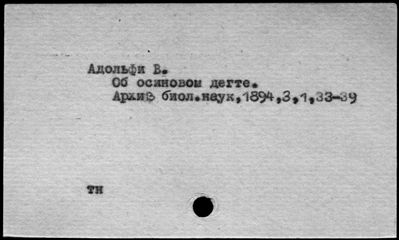 Адольфи В.
Об осиновом дегте.
Архив биол.наук,1894,3,1,33-39
тн